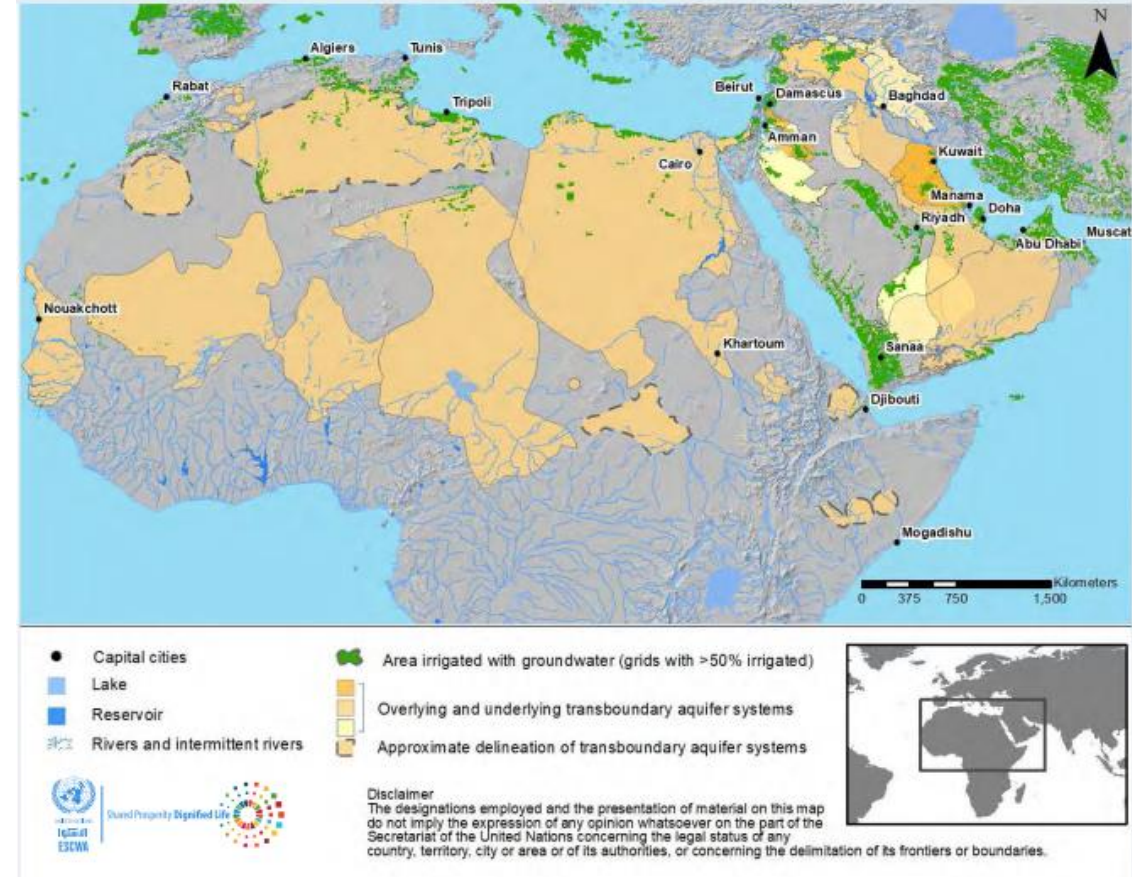 N
Algiers
Tunis
Rabat
Tripoli
Beirut
Damascus
Baghdad
Amman
Cairo
Kuwait
Manama
Doha
Riyadh
Abu Dhabi
Muscat
Nouakchott
Khartoum
Sanaa
Djibouti
Mogadishu
Kilometers
0 375 750 1,500
Capital cities
Lake
Reservoir
Rivers and intermittent rivers
Area irrigated with groundwater (grids with >50% irrigated)
Overlying and underlying transboundary aquifer systems
Approximate delineation of transboundary aquifer systems
الإسكوا
ESCWA
Shared Prosperity Dignified Life
Disclaimer
The designations employed and the presentation of material on this map
do not imply the expression of any opinion whatsoever on the part of the
Secretariat of the United Nations concerning the legal status of any
country, territory, city or area or of its authorities, or concerning the delimitation of its frontiers or boundaries.